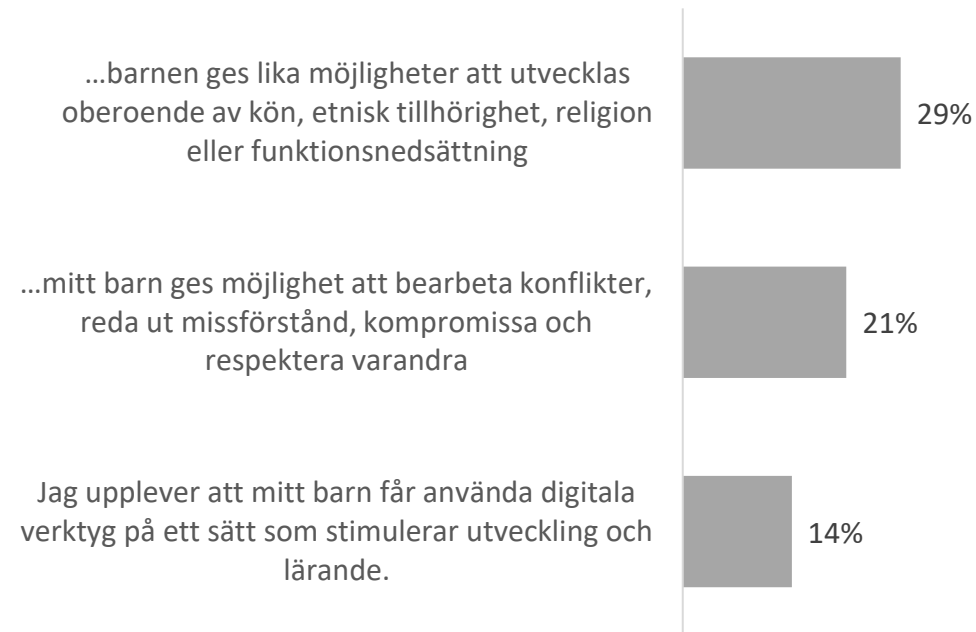 ...barnen ges lika möjligheter att utvecklas
oberoende av kön, etnisk tillhörighet, religion
eller funktionsnedsättning
29%
...mitt barn ges möjlighet att bearbeta konflikter,
reda ut missförstånd, kompromissa och
respektera varandra
21%
Jag upplever att mitt barn får använda digitala
verktyg på ett sätt som stimulerar utveckling och
lärande.
14%